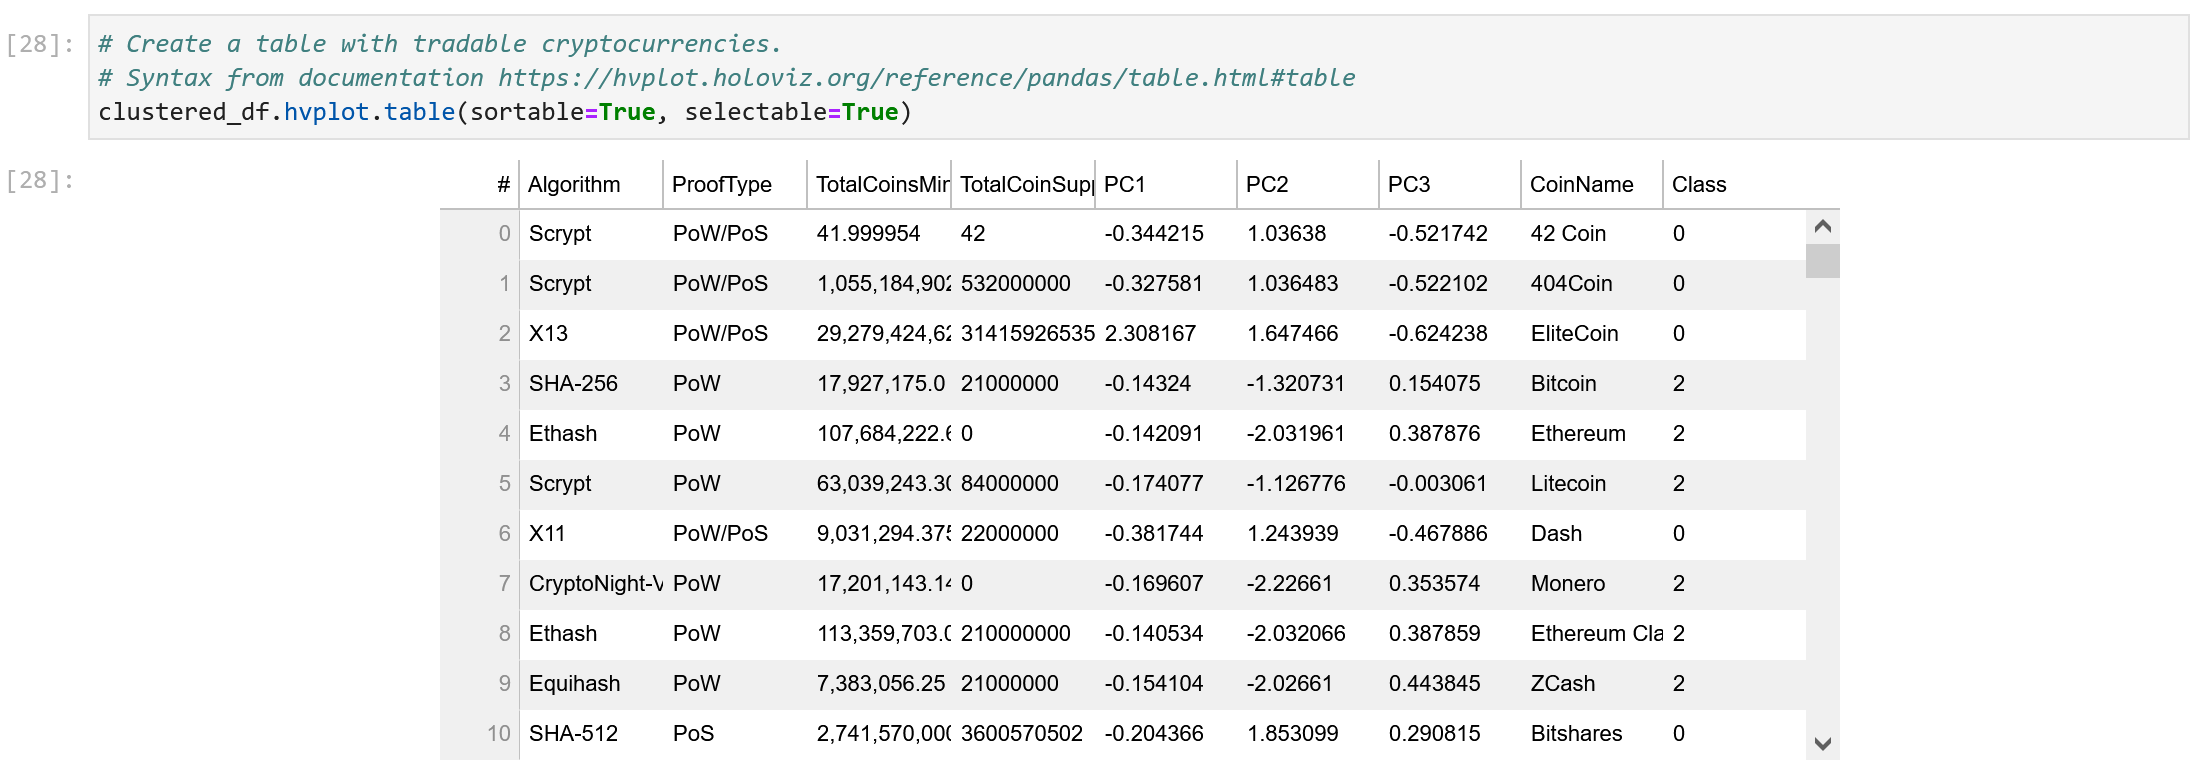 [28]: # Create a table with tradable cryptocurrencies.
# Syntax from documentation https://hvplot.holoviz.org/reference/pandas/table.html#table
clustered_df.hvplot.table(sortable=True, selectable=True)
[28]:
# Algorithm ProofType TotalCoinsMin TotalCoinSupp PC1 PC2 PC3 CoinName Class
0 Scrypt PoW/PoS 41.999954 42 -0.344215 1.03638 -0.521742 42 Coin 0
1 Scrypt PoW/PoS 1,055,184,902 532000000 -0.327581 1.036483 -0.522102 404Coin 0
2 X13 PoW/PoS 29,279,424,62 31415926535 2.308167 1.647466 -0.624238 EliteCoin 0
3 SHA-256 PoW 17,927,175.0 21000000 -0.14324 -1.320731 0.154075 Bitcoin 2
4 Ethash PoW 107,684,222.6 0 -0.142091 -2.031961 0.387876 Ethereum 2
5 Scrypt PoW 63,039,243.30 84000000 -0.174077 -1.126776 -0.003061 Litecoin 2
6 X11 PoW/PoS 9,031,294.375 22000000 -0.381744 1.243939 -0.467886 Dash 0
7 CryptoNight-V PoW 17,201,143.14 0 -0.169607 -2.22661 0.353574 Monero 2
8 Ethash PoW 113,359,703.0 210000000 -0.140534 -2.032066 0.387859 Ethereum Cla 2
9 Equihash PoW 7,383,056.25 21000000 -0.154104 -2.02661 0.443845 ZCash 2
10 SHA-512 PoS 2,741,570,000 3600570502 -0.204366 1.853099 0.290815 Bitshares 0